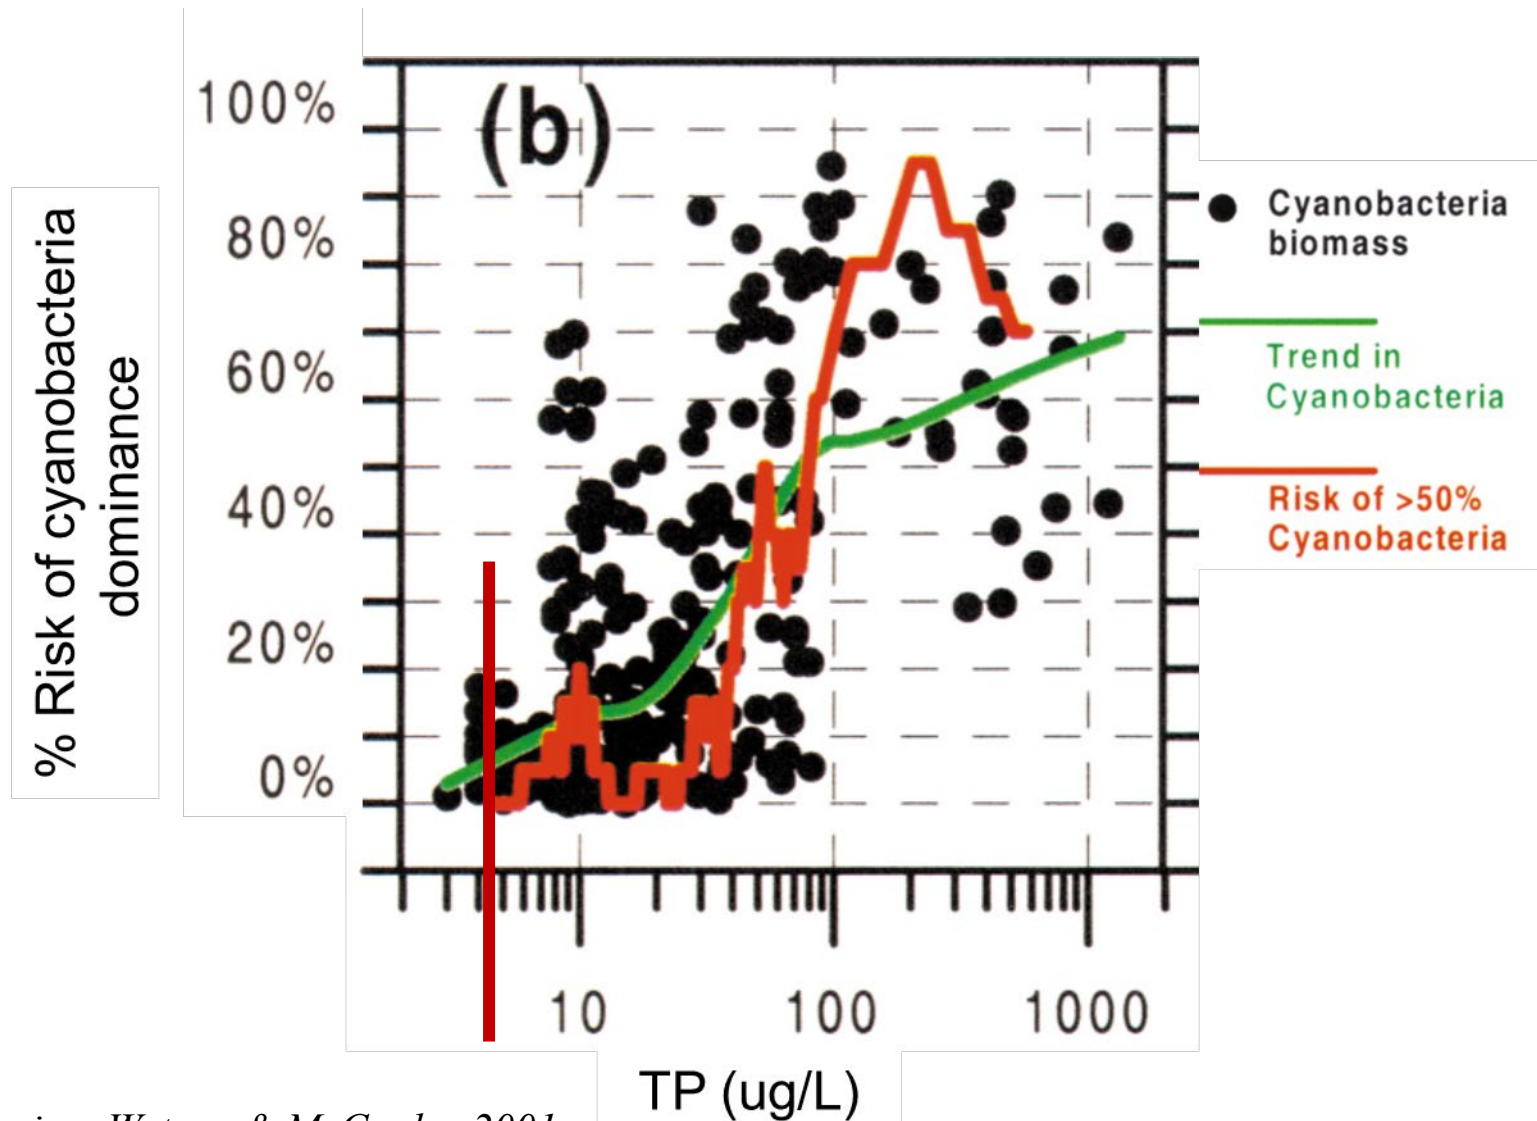 (b)
100%
80%
60%
40%
20%
0%
% Risk of cyanobacteria
dominance
10 100 1000
TP (ug/L)
Cyanobacteria
biomass
Trend in
Cyanobacteria
Risk of >50%
Cyanobacteria
2001